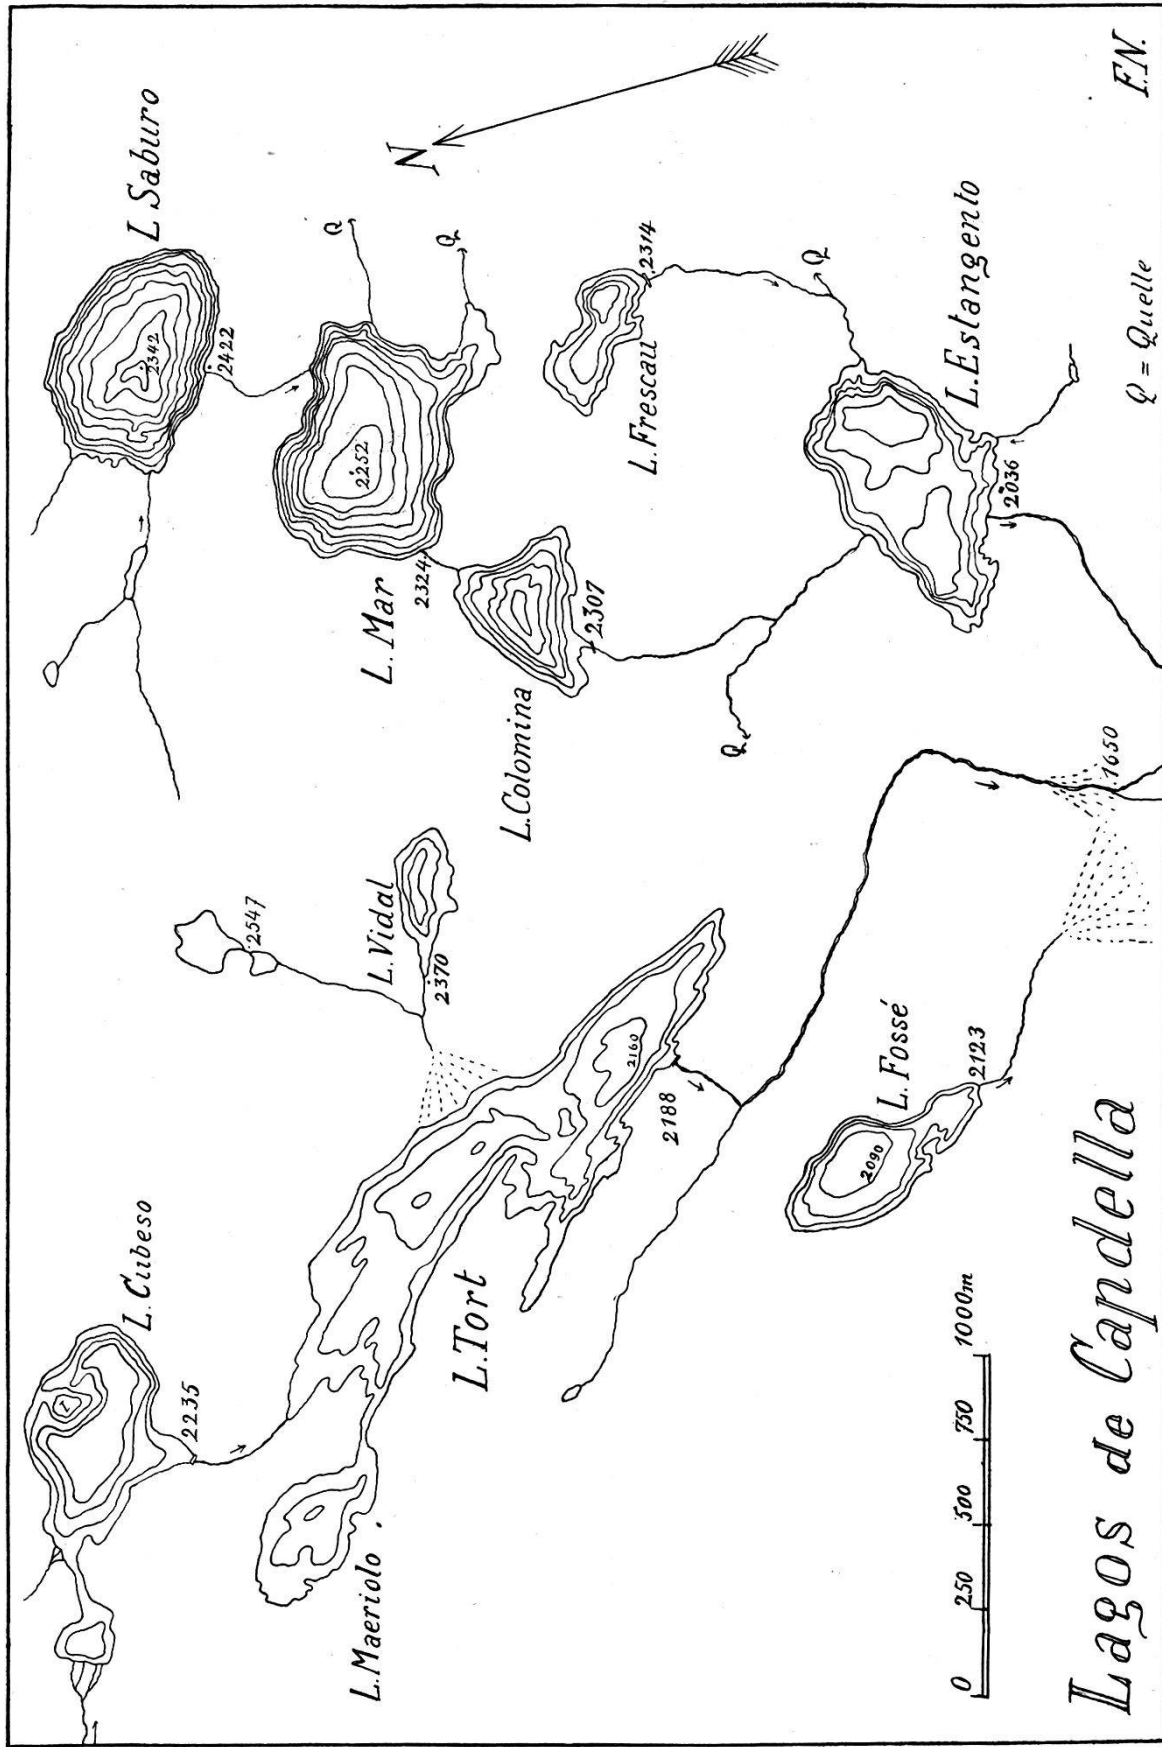 L. Cubeso
2235
L. Maeriolo
L. Tort
2547
L. Vidal
2370
2160
2188
L. Saburo
2342
2422
L. Mar
2252
2324
Q
Q
N
L. Colomina
2307
L. Frescau
2314
Q
Q
L. Estangento
2036
L. Fossé
2090
2123
1650
0 250 500 750 1000m
Lagos de Capdella
Q = Quelle
F.N.